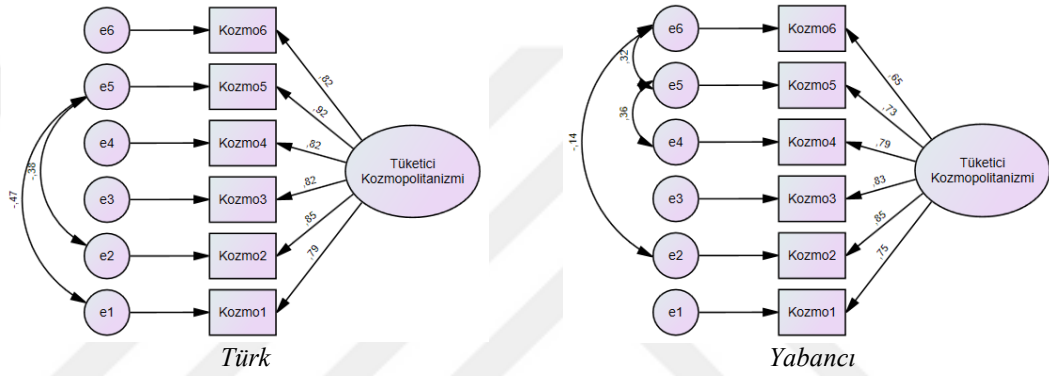 e6
Kozmo6
,82
e5
Kozmo5
,92
e4
Kozmo4
,82
Tüketici
Kozmopolitanizmi
e3
Kozmo3
,82
-,38
-,47
e2
Kozmo2
,85
e1
Kozmo1
,79
Türk
e6
Kozmo6
,65
,32
e5
Kozmo5
,73
,36
e4
Kozmo4
,79
-,14
Tüketici
Kozmopolitanizmi
e3
Kozmo3
,83
e2
Kozmo2
,85
e1
Kozmo1
,75
Yabancı